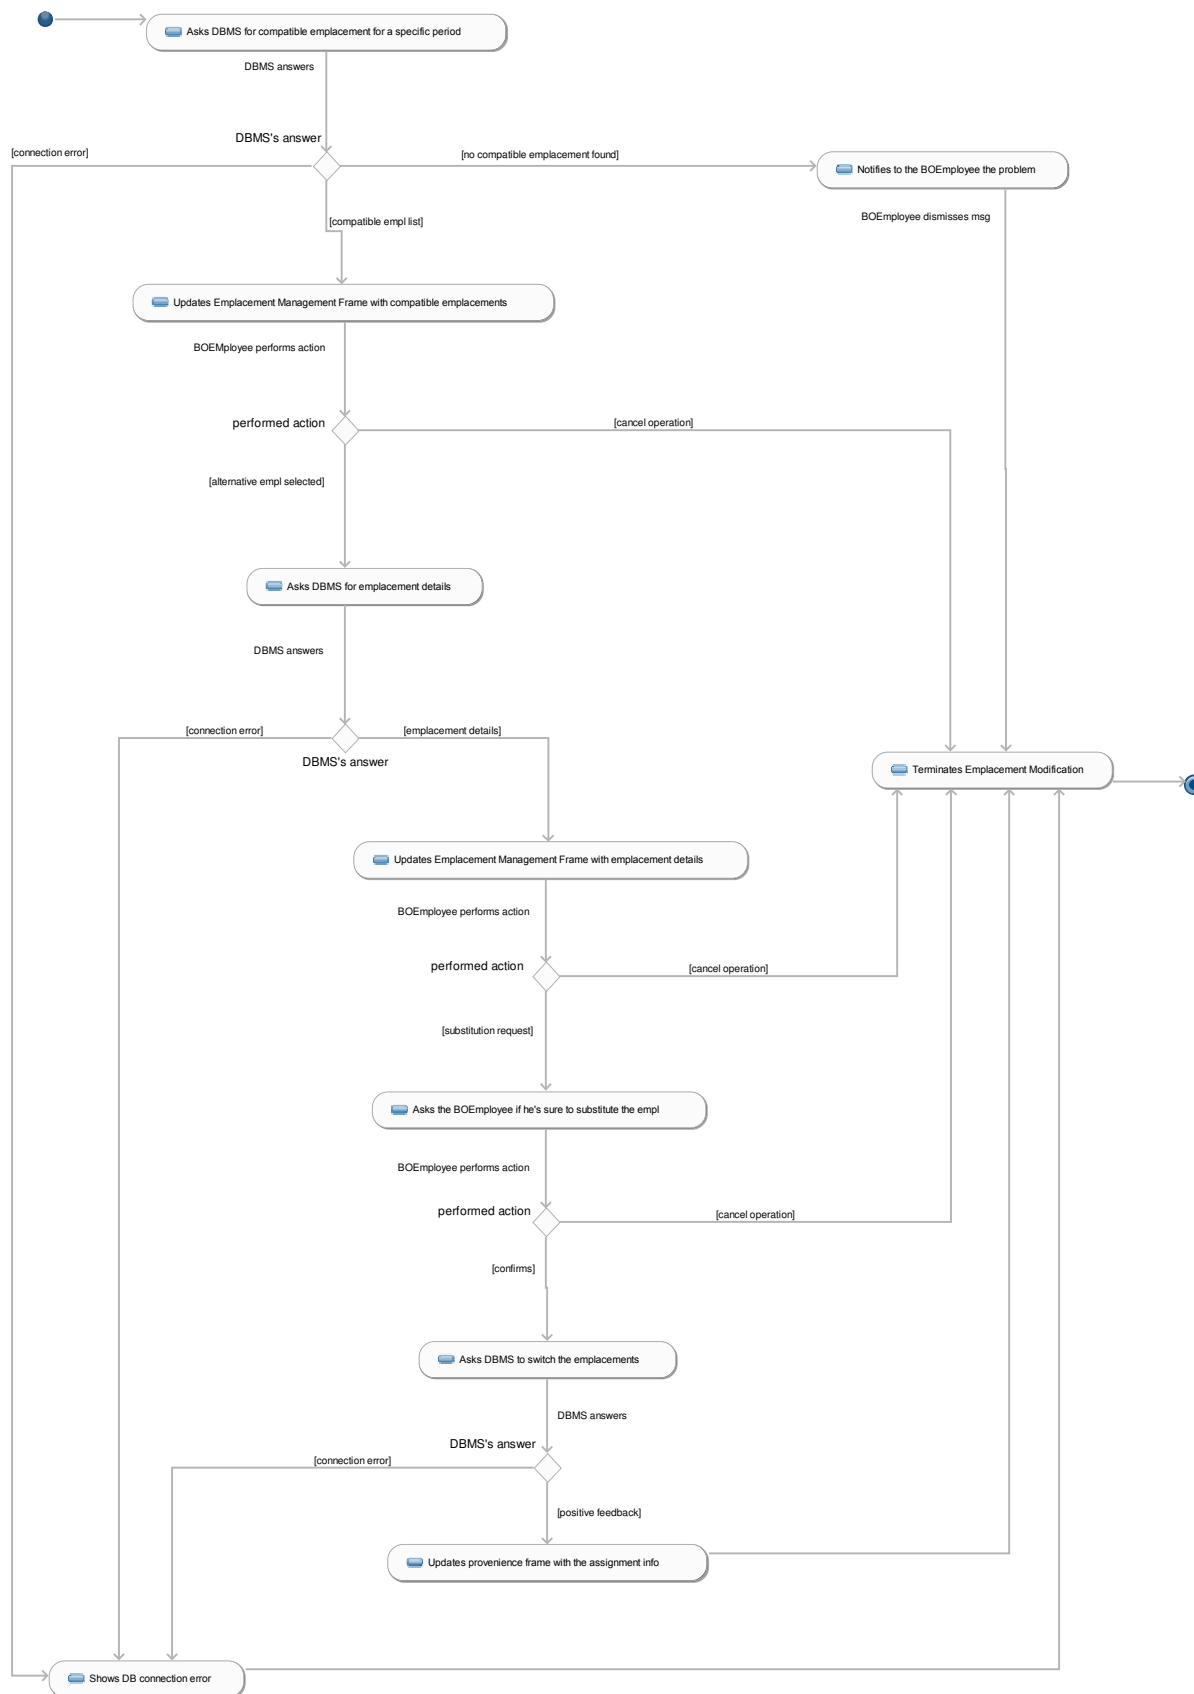 Asks DBMS for compatible emplacement for a specific period
DBMS answers
DBMS's answer
[connection error]
[no compatible emplacement found]
Notifies to the BOEmployee the problem
BOEmployee dismisses msg
[compatible empl list]
Updates Emplacement Management Frame with compatible emplacements
BOEMployee performs action
performed action
[cancel operation]
[alternative empl selected]
Asks DBMS for emplacement details
DBMS answers
[connection error]
[emplacement details]
DBMS's answer
Terminates Emplacement Modification
Updates Emplacement Management Frame with emplacement details
BOEmployee performs action
performed action
[cancel operation]
[substitution request]
Asks the BOEmployee if he's sure to substitute the empl
BOEmployee performs action
performed action
[cancel operation]
[confirms]
Asks DBMS to switch the emplacements
DBMS answers
DBMS's answer
[connection error]
[positive feedback]
Updates provenience frame with the assignment info
Shows DB connection error